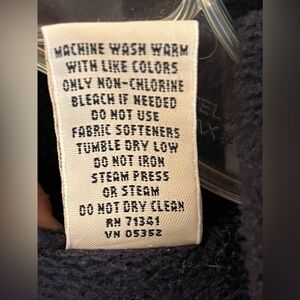 MACHINE WASH WARM
WITH LIKE COLORS
ONLY NON-CHLORINE
BLEACH IF NEEDED
DO NOT USE
FABRIC SOFTENERS
TUMBLE DRY LOW
DO NOT IRON
STEAM PRESS
OR STEAM
DO NOT DRY CLEAN
RN 71341
VN 05352